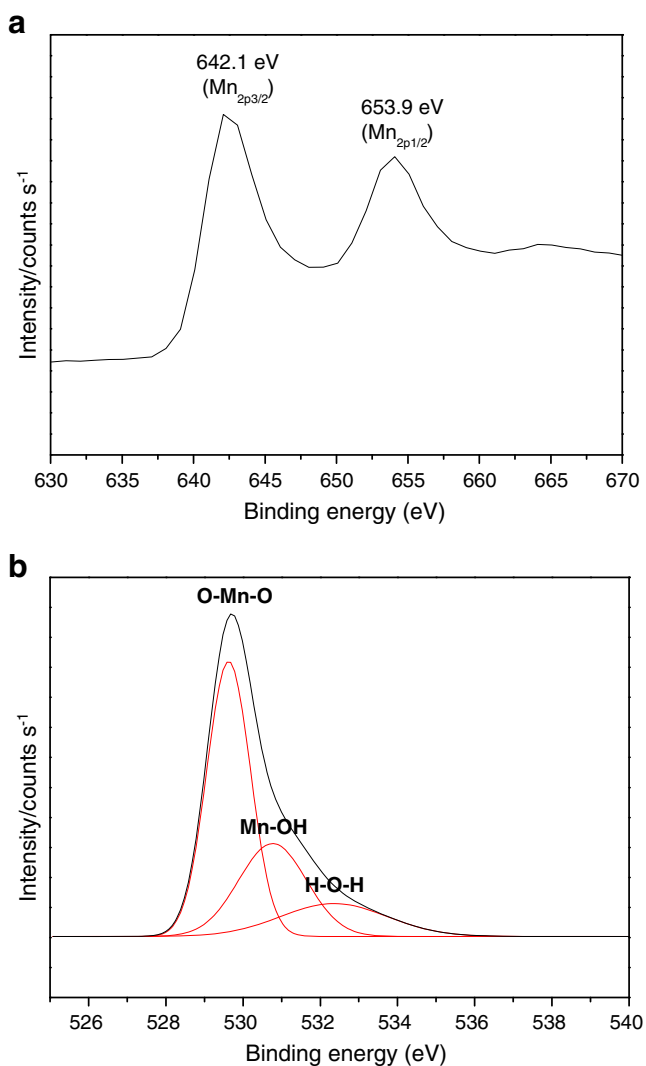 a
642.1 eV
(Mn2p3/2)
653.9 eV
(Mn2p1/2)
Intensity/counts s-1
630 635 640 645 650 655 660 665 670
Binding energy (eV)
b
O-Mn-O
Mn-OH
H-O-H
Intensity/counts s-1
526 528 530 532 534 536 538 540
Binding energy (eV)